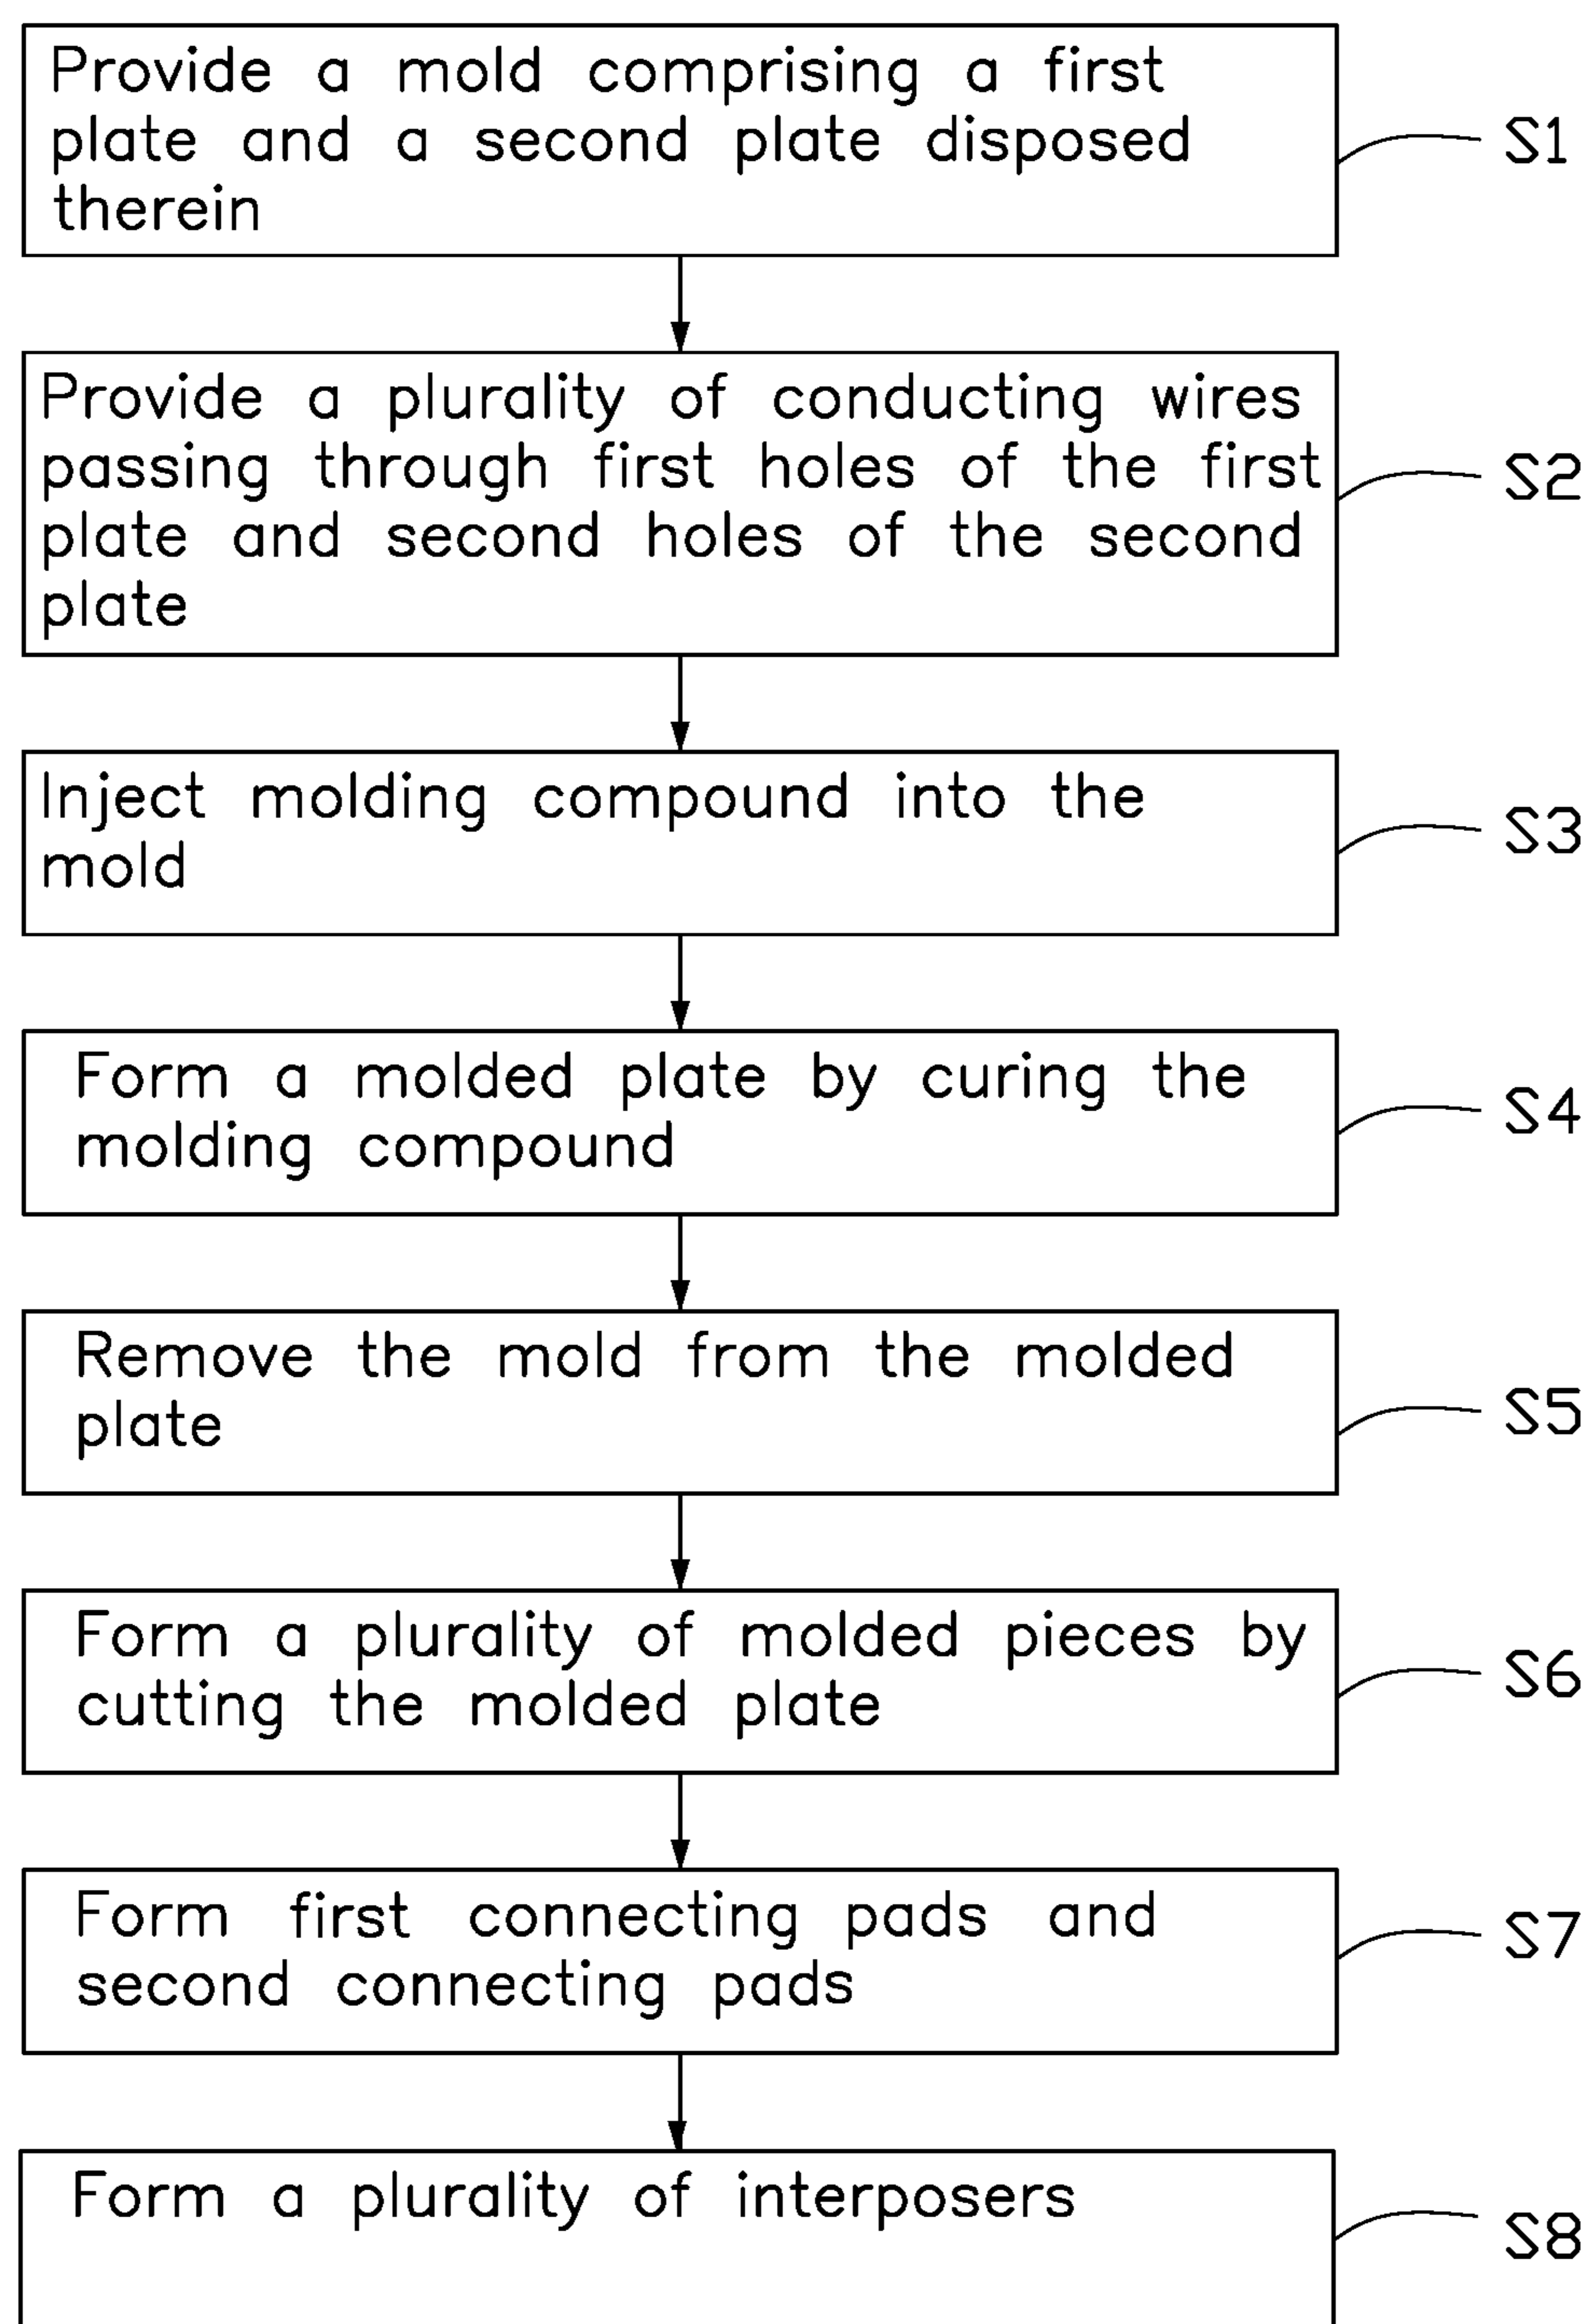 Provide a mold comprising a first
plate and a second plate disposed
therein
S1
Provide a plurality of conducting wires
passing through first holes of the first
plate and second holes of the second
plate
S2
Inject molding compound into the
mold
S3
Form a molded plate by curing the
molding compound
S4
Remove the mold from the molded
plate
S5
Form a plurality of molded pieces by
cutting the molded plate
S6
Form first connecting pads and
second connecting pads
S7
Form a plurality of interposers
S8